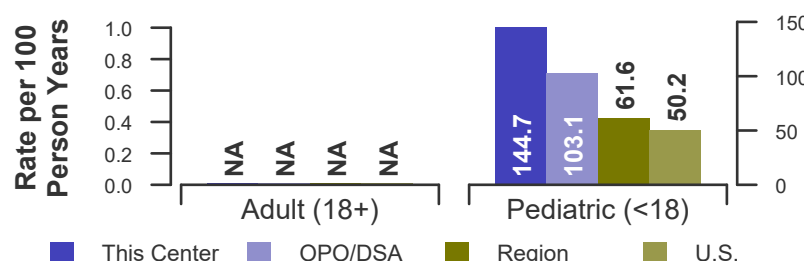 Rate per 100
Person Years
1.0
0.8
0.6
0.4
0.2
0.0
NA
NA
NA
NA
Adult (18+)
144.7
103.1
61.6
50.2
Pediatric (<18)
150
100
50
0
This Center
OPO/DSA
Region
U.S.